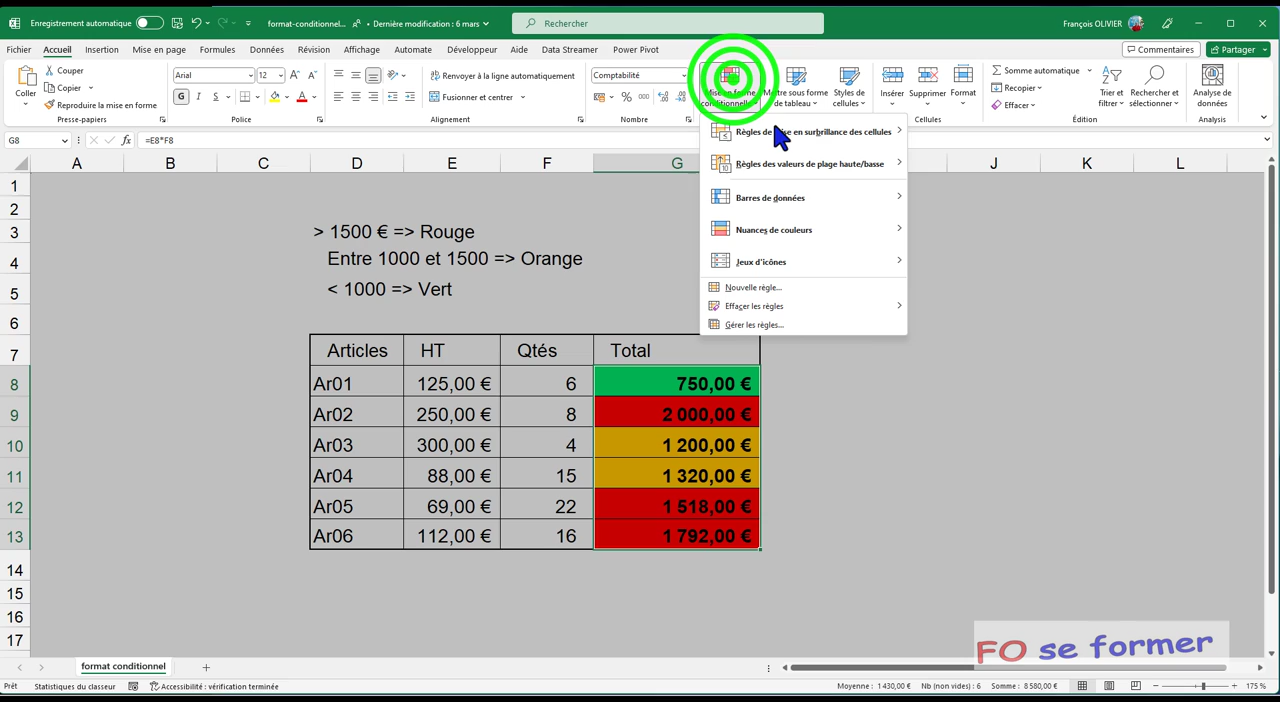 Enregistrement automatique
format-conditionnel...
Dernière modification : 6 mars
Rechercher
François OLIVIER
Fichier Accueil Insertion Mise en page Formules Données Révision Affichage Automate Développeur Aide Data Streamer Power Pivot
Commentaires
Partager
Coller
Couper
Copier
Reproduire la mise en forme
Presse-papiers
Arial 12
G I S
Police
Renvoyer à la ligne automatiquement
Fusionner et centrer
Alignement
Comptabilité
% 000
Nombre
Mise en forme
conditionnelle
Mettre sous forme
de tableau
Styles de
cellules
Insérer Supprimer Format
Cellules
Somme automatique
Recopier
Effacer
Trier et
filtrer
Rechercher et
sélectionner
Édition
Analyse de
données
Analysis
fx =E8*F8
Règles de mise en surbrillance des cellules
Règles des valeurs de plage haute/basse
Barres de données
Nuances de couleurs
Jeux d'icônes
Nouvelle règle...
Effacer les règles
Gérer les règles...
A B C D E F G J K L
1
2
3 > 1500 € => Rouge
4 Entre 1000 et 1500 => Orange
5 < 1000 => Vert
6
7 Articles HT Qtés Total
8 Ar01 125,00 € 6 750,00 €
9 Ar02 250,00 € 8 2 000,00 €
10 Ar03 300,00 € 4 1 200,00 €
11 Ar04 88,00 € 15 1 320,00 €
12 Ar05 69,00 € 22 1 518,00 €
13 Ar06 112,00 € 16 1 792,00 €
14
15
16
17
FO se former
format conditionnel
Prêt
Statistiques du classeur
Accessibilité : vérification terminée
Moyenne : 1 430,00 €
Nb (non vides) : 6
Somme : 8 580,00 €
175 %